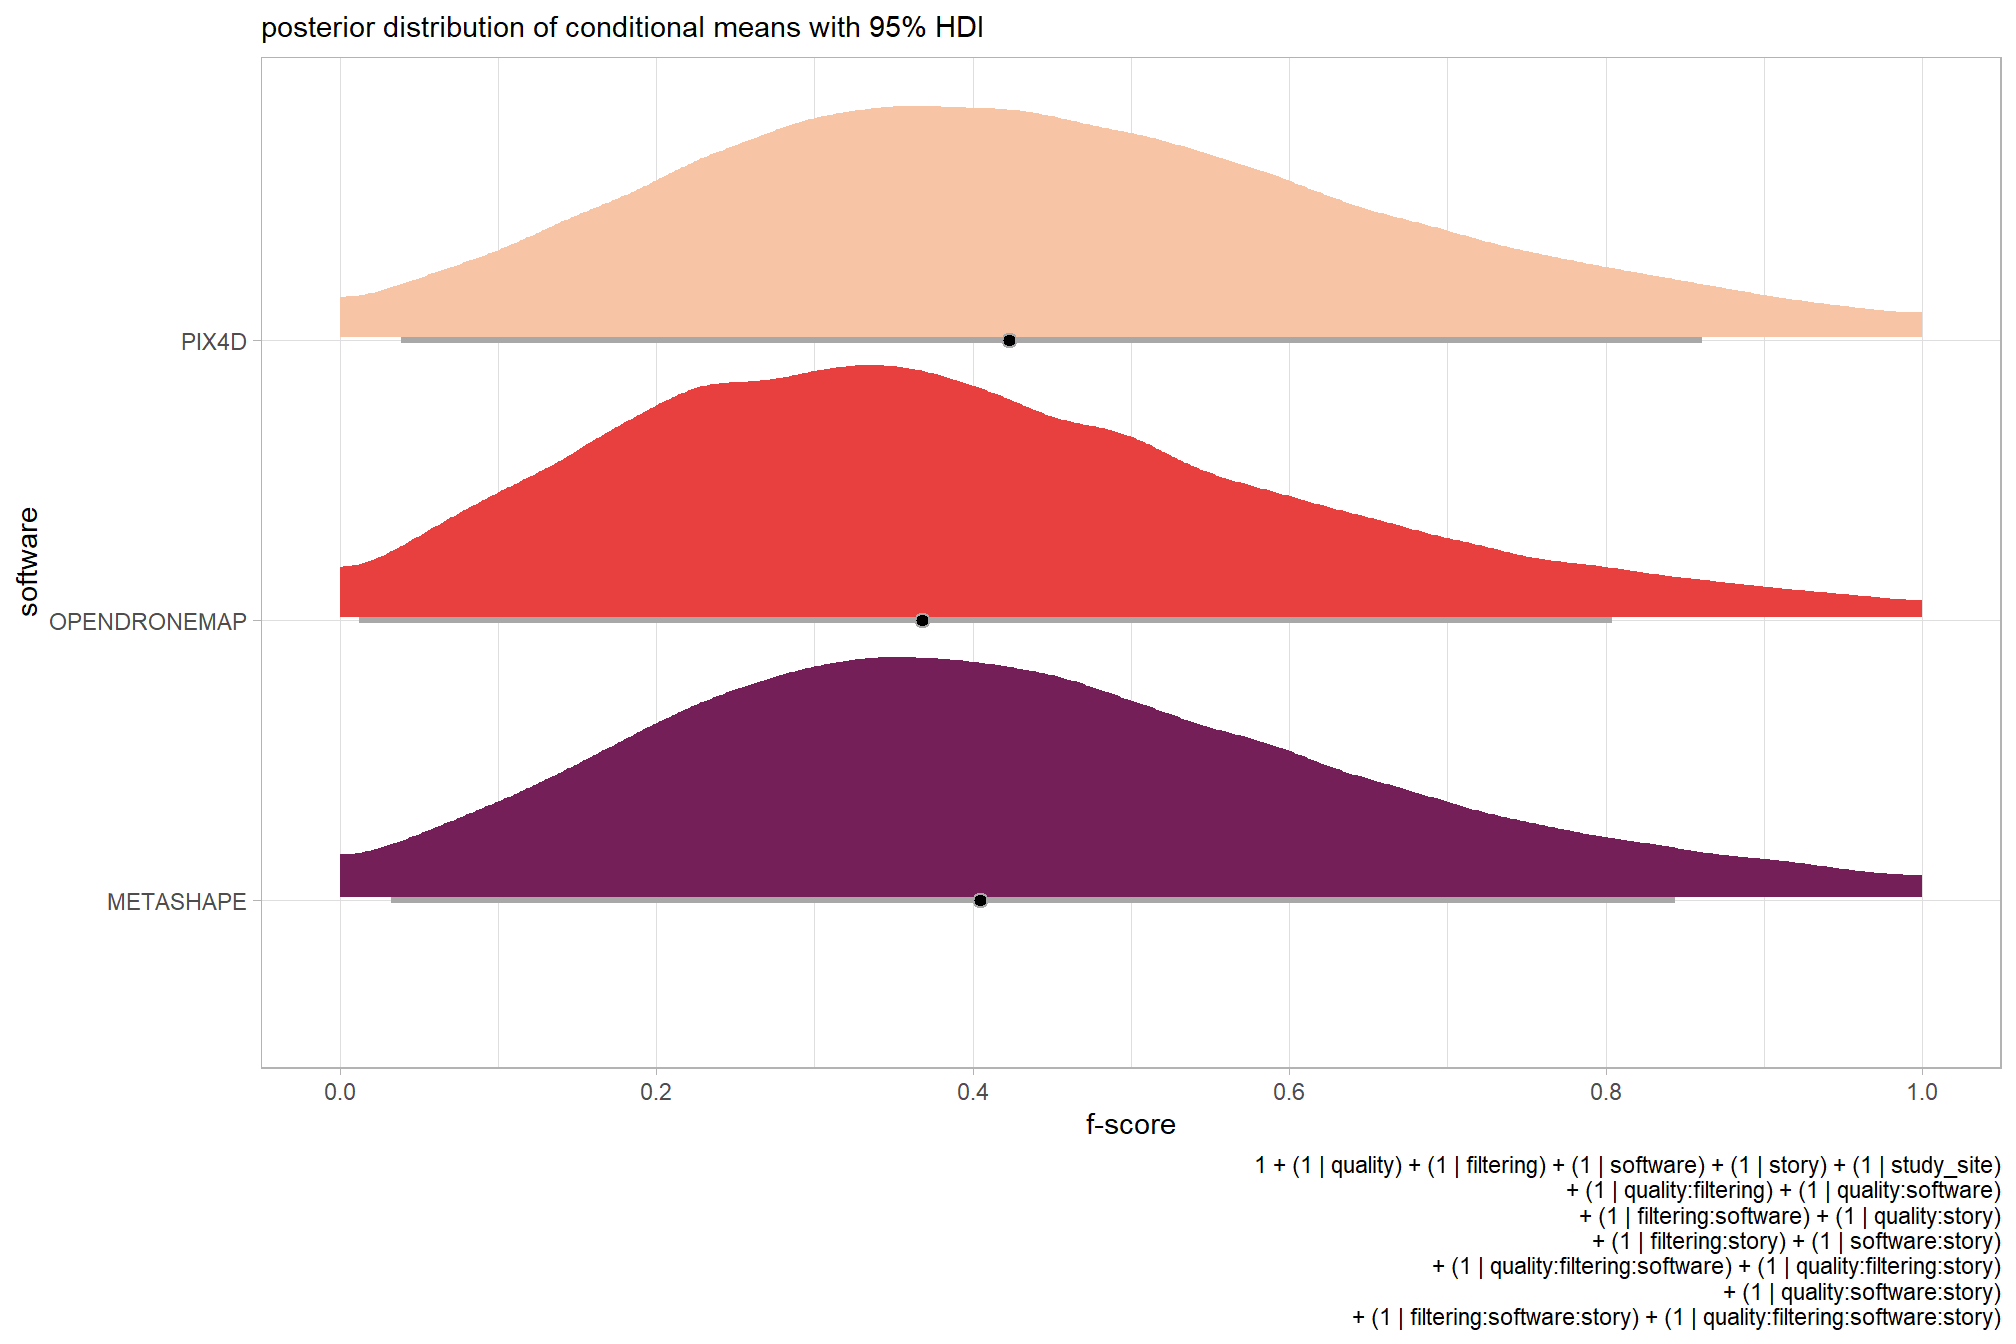 posterior distribution of conditional means with 95% HDI
software
PIX4D
OPENDRONEMAP
METASHAPE
0.0 0.2 0.4 0.6 0.8 1.0
f-score
1 + (1 | quality) + (1 | filtering) + (1 | software) + (1 | story) + (1 | study_site)
+ (1 | quality:filtering) + (1 | quality:software)
+ (1 | filtering:software) + (1 | quality:story)
+ (1 | filtering:story) + (1 | software:story)
+ (1 | quality:filtering:software) + (1 | quality:filtering:story)
+ (1 | quality:software:story)
+ (1 | filtering:software:story) + (1 | quality:filtering:software:story)